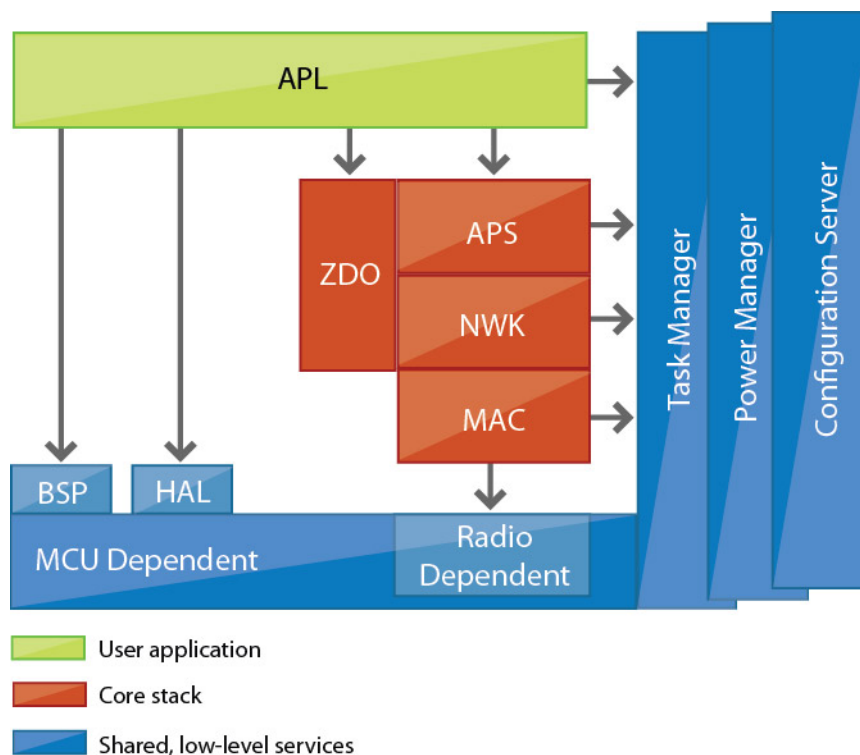 APL
ZDO
APS
NWK
MAC
BSP
HAL
MCU Dependent
Radio
Dependent
Task Manager
Power Manager
Configuration Server
User application
Core stack
Shared, low-level services